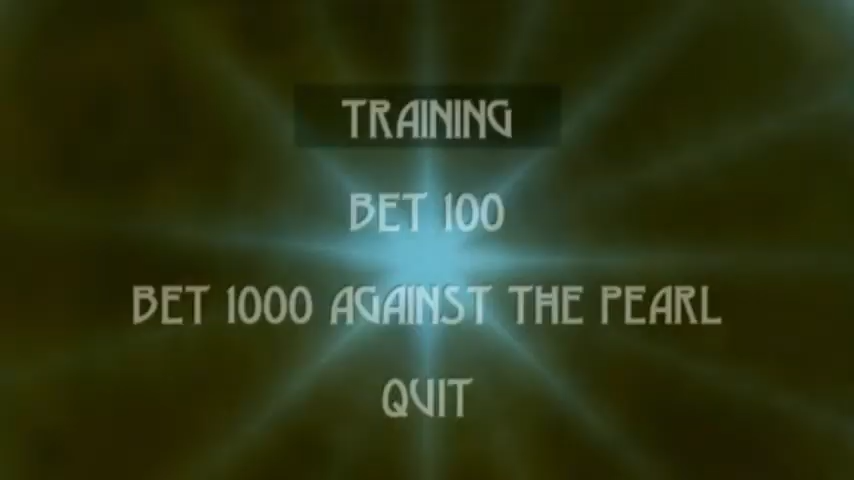 TRAINING
BET 100
BET 1000 AGAINST THE PEARL
QUIT